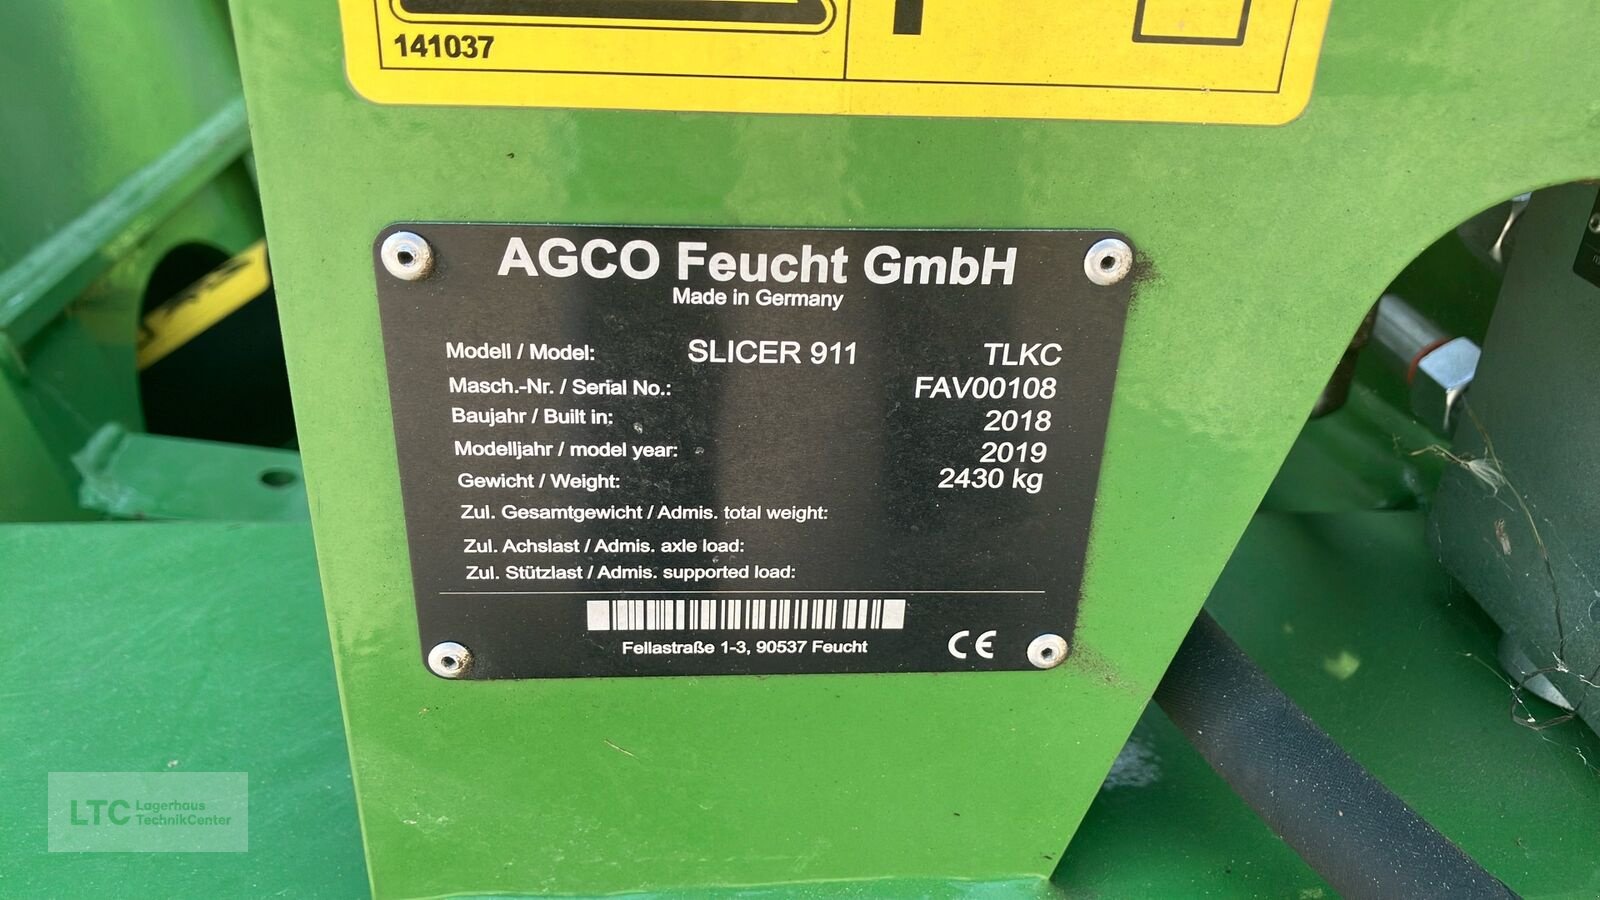 141037
AGCO Feucht GmbH
Made in Germany
Modell / Model: SLICER 911 TLKC
Masch.-Nr. / Serial No.: FAV00108
Baujahr / Built in: 2018
Modelljahr / model year: 2019
Gewicht / Weight: 2430 kg
Zul. Gesamtgewicht / Admis. total weight:
Zul. Achslast / Admis. axle load:
Zul. Stützlast / Admis. supported load:
Fellastraße 1-3, 90537 Feucht
CE
LTC Lagerhaus
TechnikCenter